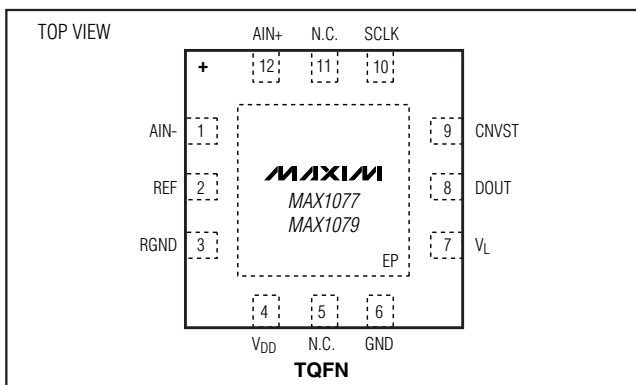 TOP VIEW
AIN+ N.C. SCLK
+ 12 11 10
AIN- 1 9 CNVST
REF 2 8 DOUT
RGND 3 7 VL
MAXIM
MAX1077
MAX1079
EP
4 5 6
VDD N.C. GND
TQFN